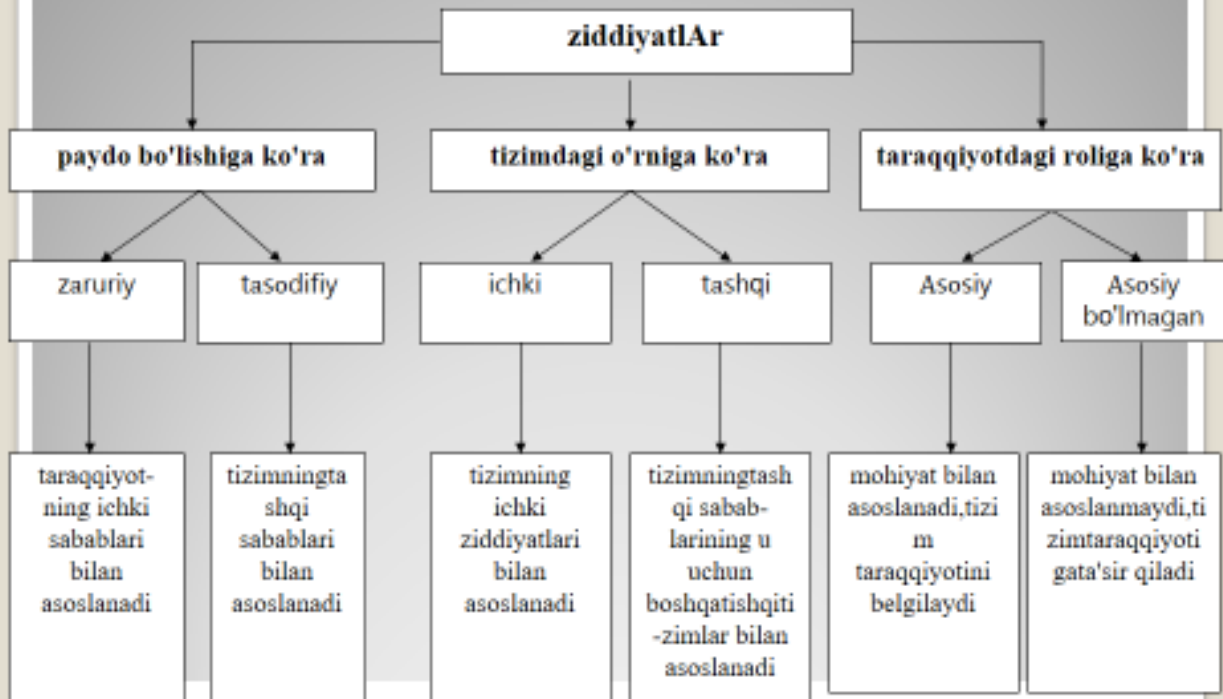 ziddiyatlAr
paydo bo'lishiga ko'ra
tizimdagi o'rniga ko'ra
taraqqiyotdagi roliga ko'ra
zaruriy
tasodifiy
ichki
tashqi
Asosiy
Asosiy
bo'lmagan
taraqqiyot-
ning ichki
sabablari
bilan
asoslanadi
tizimningta
shqi
sabablari
bilan
asoslanadi
tizimning
ichki
ziddiyatlari
bilan
asoslanadi
tizimningtash
qi sabab-
larining u
uchun
boshqatishqiti
-zimlar bilan
asoslanadi
mohiyat bilan
asoslanadi,tizi
m
taraqqiyotini
belgilaydi
mohiyat bilan
asoslanmaydi,ti
zimtaraqqiyoti
gata'sir qiladi